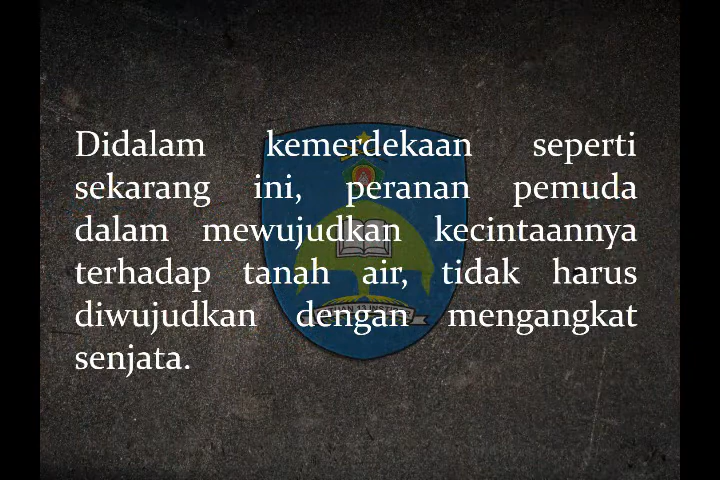 Didalam kemerdekaan seperti
sekarang ini, peranan pemuda
dalam mewujudkan kecintaannya
terhadap tanah air, tidak harus
diwujudkan dengan mengangkat
senjata.